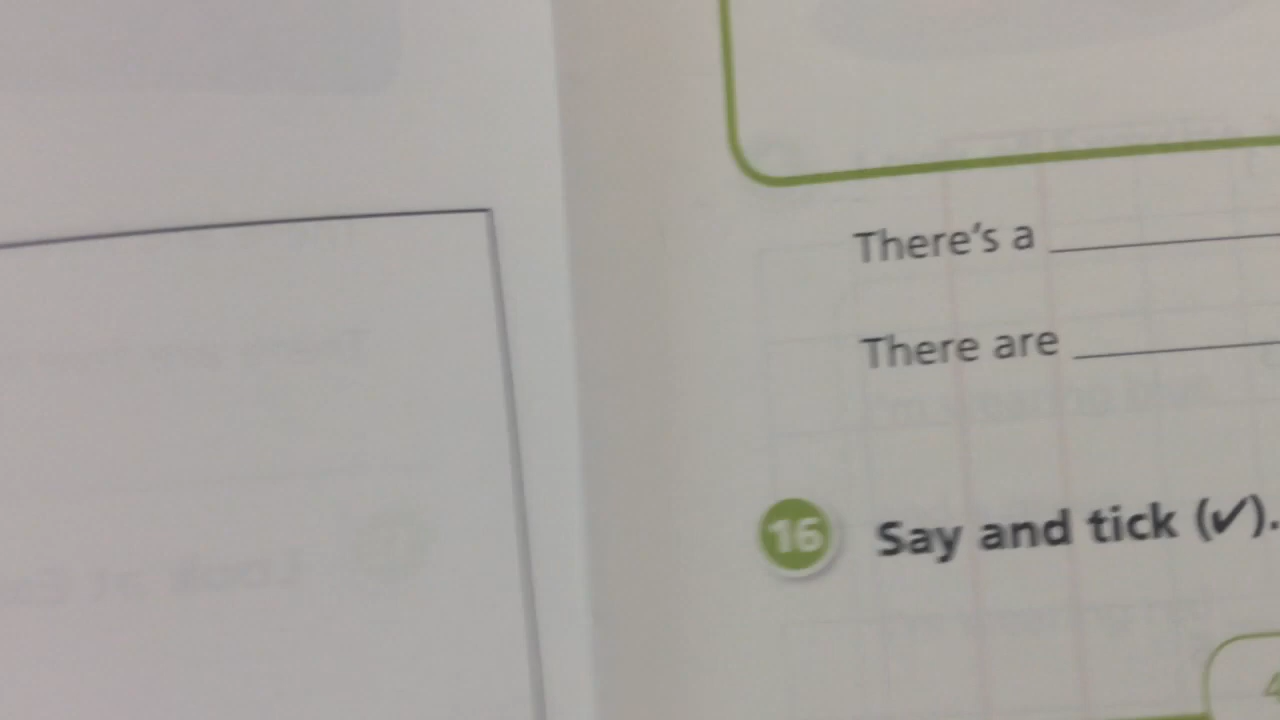 There's a
There are
16 Say and tick (✓).